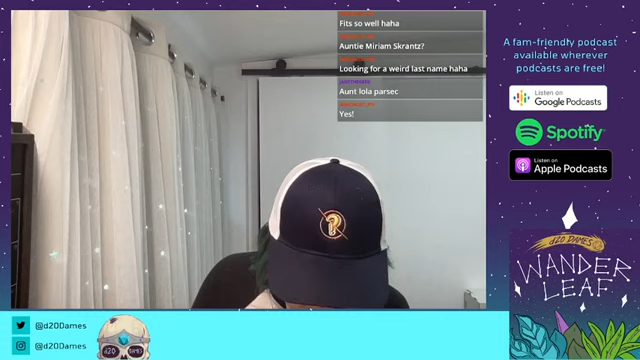 Fits so well haha
Auntie Miriam Skrantz?
Looking for a weird last name haha
Aunt lola parsec
Yes!
A fam-friendly podcast
available wherever
podcasts are free!
Listen on
Google Podcasts
Spotify
Listen on
Apple Podcasts
d20 DAMES
WANDER
LEAF
@d20Dames
@d20Dames
d20
DAMES